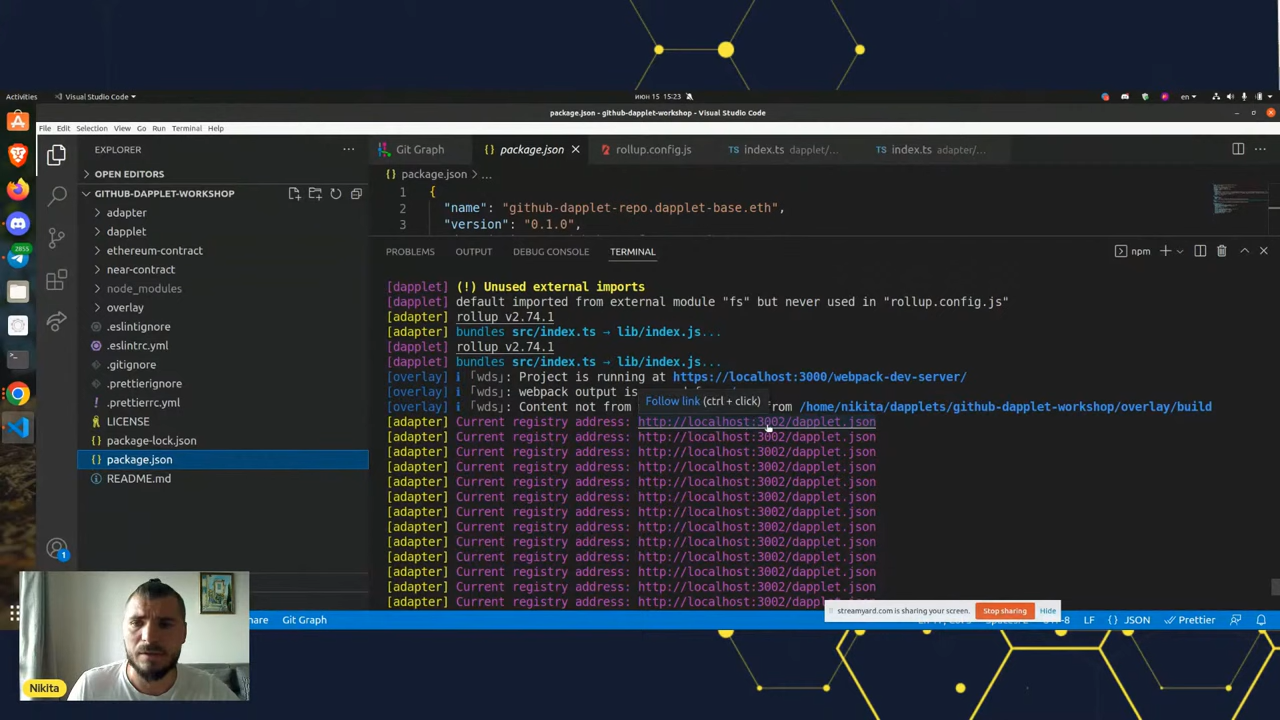 Activities
Visual Studio Code
июн 15 15:23
en
package.json - github-dapplet-workshop - Visual Studio Code
File Edit Selection View Go Run Terminal Help
EXPLORER
OPEN EDITORS
GITHUB-DAPPLET-WORKSHOP
adapter
dapplet
ethereum-contract
near-contract
node_modules
overlay
.eslintignore
.eslintrc.yml
.gitignore
.prettierignore
.prettierrc.yml
LICENSE
package-lock.json
package.json
README.md
Git Graph
package.json
rollup.config.js
TS index.ts dapplet/...
TS index.ts adapter/...
{} package.json > ...
1 {
2 "name": "github-dapplet-repo.dapplet-base.eth",
3 "version": "0.1.0",
PROBLEMS OUTPUT DEBUG CONSOLE TERMINAL
npm
[dapplet] (!) Unused external imports
[dapplet] default imported from external module "fs" but never used in "rollup.config.js"
[adapter] rollup v2.74.1
[adapter] bundles src/index.ts → lib/index.js...
[dapplet] rollup v2.74.1
[dapplet] bundles src/index.ts → lib/index.js...
[overlay] ℹ ｢wds｣: Project is running at https://localhost:3000/webpack-dev-server/
[overlay] ℹ ｢wds｣: webpack output is
[overlay] ℹ ｢wds｣: Content not from /home/nikita/dapplets/github-dapplet-workshop/overlay/build
Follow link (ctrl + click)
[adapter] Current registry address: http://localhost:3002/dapplet.json
[adapter] Current registry address: http://localhost:3002/dapplet.json
[adapter] Current registry address: http://localhost:3002/dapplet.json
[adapter] Current registry address: http://localhost:3002/dapplet.json
[adapter] Current registry address: http://localhost:3002/dapplet.json
[adapter] Current registry address: http://localhost:3002/dapplet.json
[adapter] Current registry address: http://localhost:3002/dapplet.json
[adapter] Current registry address: http://localhost:3002/dapplet.json
[adapter] Current registry address: http://localhost:3002/dapplet.json
[adapter] Current registry address: http://localhost:3002/dapplet.json
[adapter] Current registry address: http://localhost:3002/dapplet.json
[adapter] Current registry address: http://localhost:3002/dapplet.json
[adapter] Current registry address: http://localhost:3002/dapplet.json
streamyard.com is sharing your screen.
Stop sharing
Hide
Git Graph
LF
{} JSON
Prettier
2055
1
Nikita